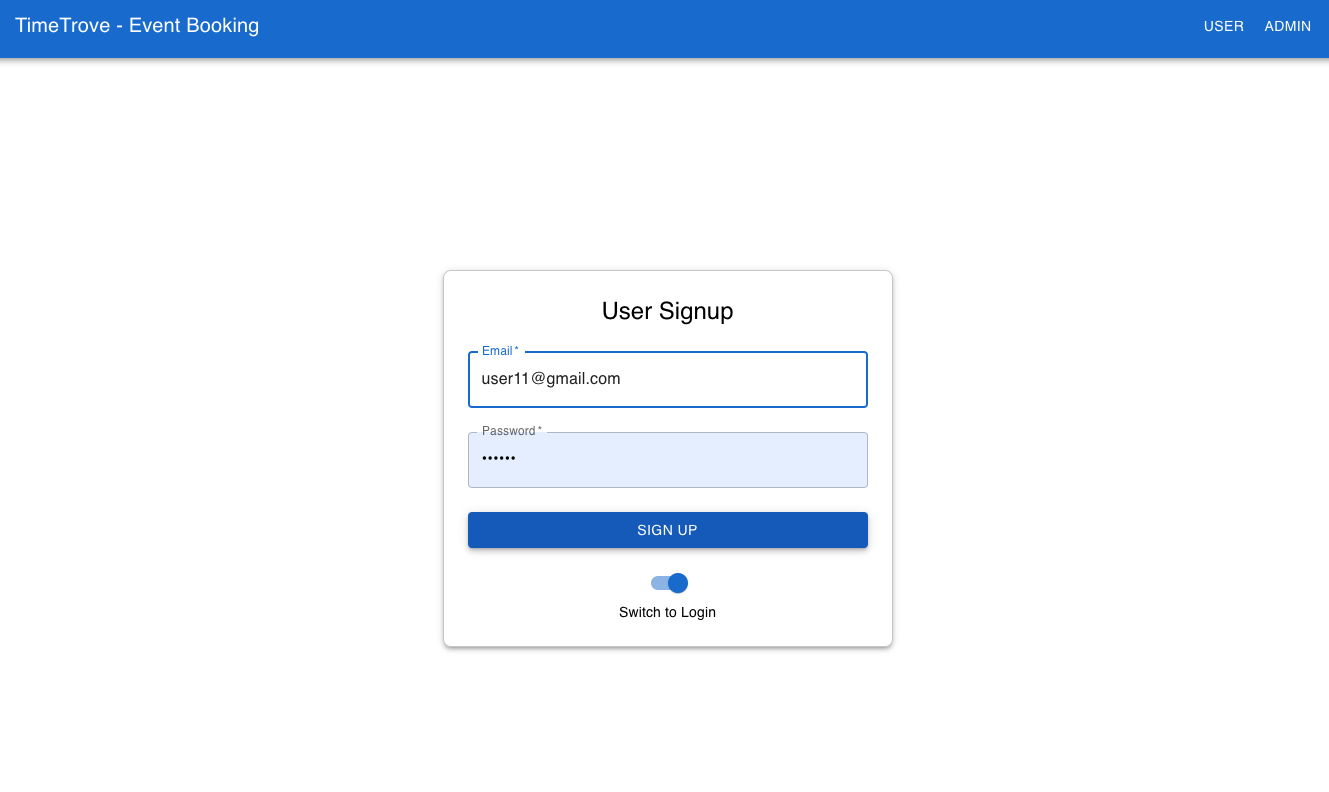 TimeTrove - Event Booking
USER ADMIN
User Signup
Email *
user11@gmail.com
Password *
••••••
SIGN UP
Switch to Login